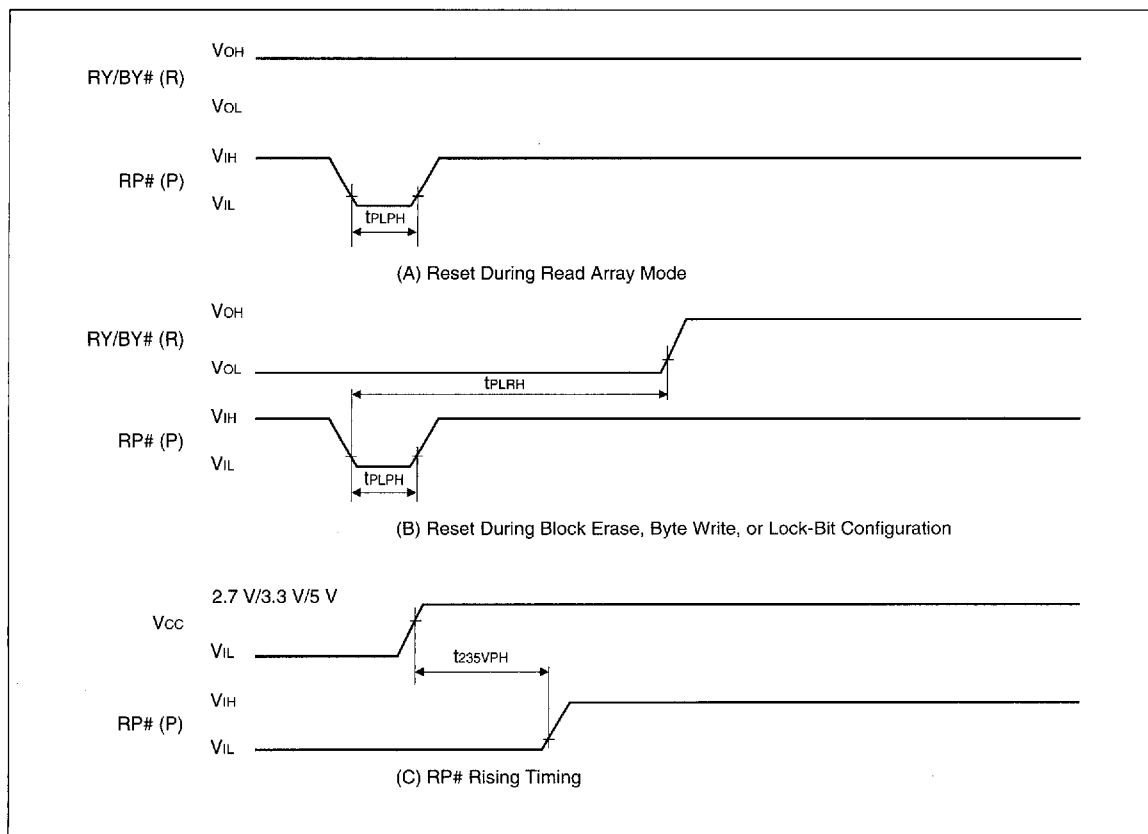 VOH
RY/BY# (R)
VOL
VIH
RP# (P)
VIL
tPLPH
(A) Reset During Read Array Mode
VOH
RY/BY# (R)
VOL
tPLRH
VIH
RP# (P)
VIL
tPLPH
(B) Reset During Block Erase, Byte Write, or Lock-Bit Configuration
2.7 V/3.3 V/5 V
VCC
VIL
t235VPH
VIH
RP# (P)
VIL
(C) RP# Rising Timing